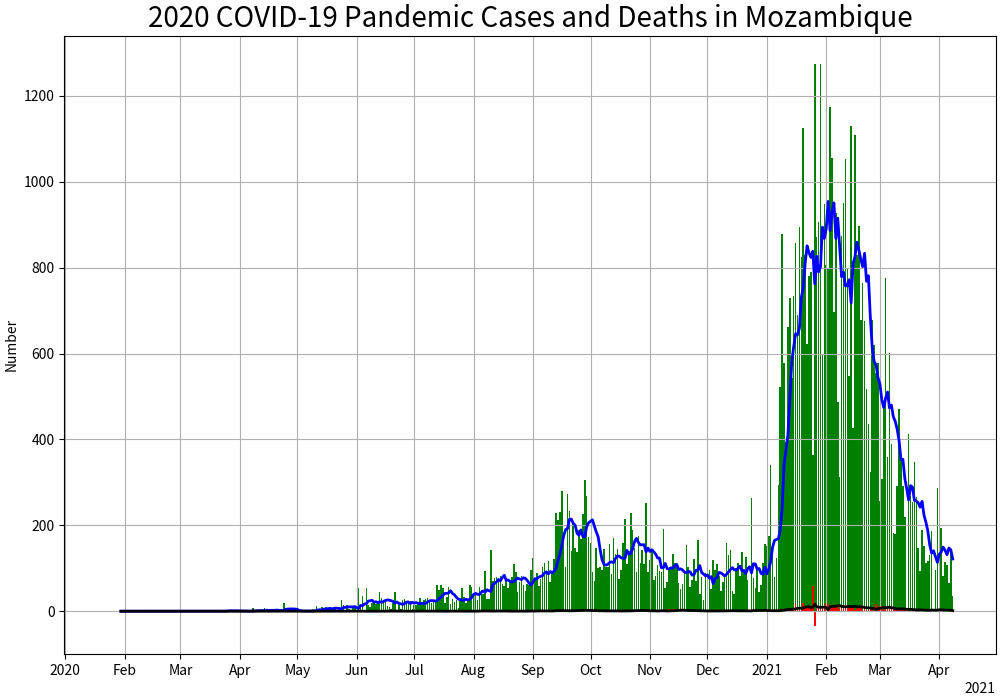 2020 COVID-19 Pandemic Cases and Deaths in Mozambique
Number
1200
1000
800
600
400
200
0
2020 Feb Mar Apr May Jun Jul Aug Sep Oct Nov Dec 2021 Feb Mar Apr
2021